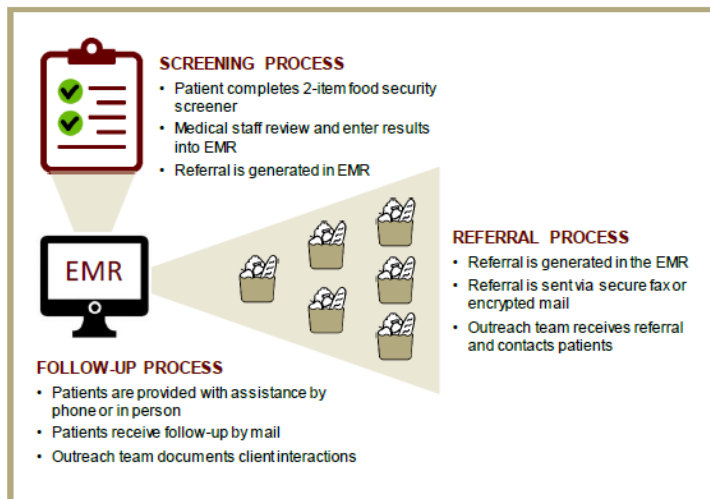 SCREENING PROCESS
• Patient completes 2-item food security
screener
• Medical staff review and enter results
into EMR
• Referral is generated in EMR
EMR
REFERRAL PROCESS
• Referral is generated in the EMR
• Referral is sent via secure fax or
encrypted mail
• Outreach team receives referral
and contacts patients
FOLLOW-UP PROCESS
• Patients are provided with assistance by
phone or in person
• Patients receive follow-up by mail
• Outreach team documents client interactions